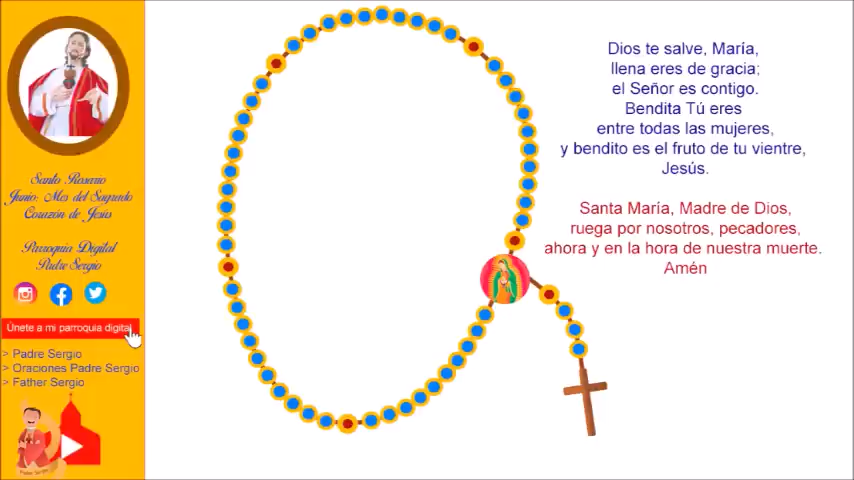 Santo Rosario
Junio: Mes del Sagrado
Corazón de Jesús
Parroquia Digital
Padre Sergio
Únete a mi parroquia digital
> Padre Sergio
> Oraciones Padre Sergio
> Father Sergio
Padre Sergio
Dios te salve, María,
llena eres de gracia;
el Señor es contigo.
Bendita Tú eres
entre todas las mujeres,
y bendito es el fruto de tu vientre,
Jesús.
Santa María, Madre de Dios,
ruega por nosotros, pecadores,
ahora y en la hora de nuestra muerte.
Amén